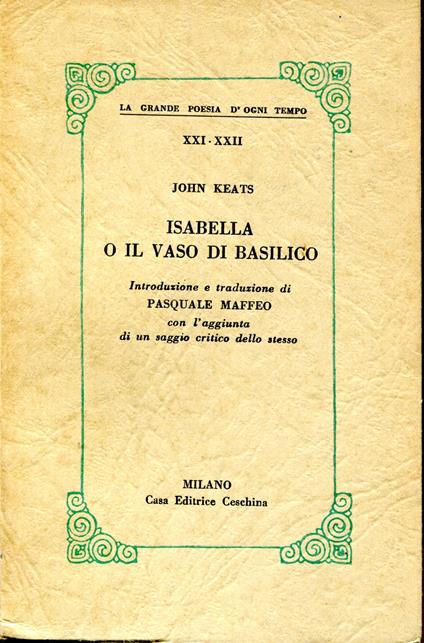 LA GRANDE POESIA D'OGNI TEMPO
XXI - XXII
JOHN KEATS
ISABELLA
O IL VASO DI BASILICO
Introduzione e traduzione di
PASQUALE MAFFEO
con l'aggiunta
di un saggio critico dello stesso
MILANO
Casa Editrice Ceschina